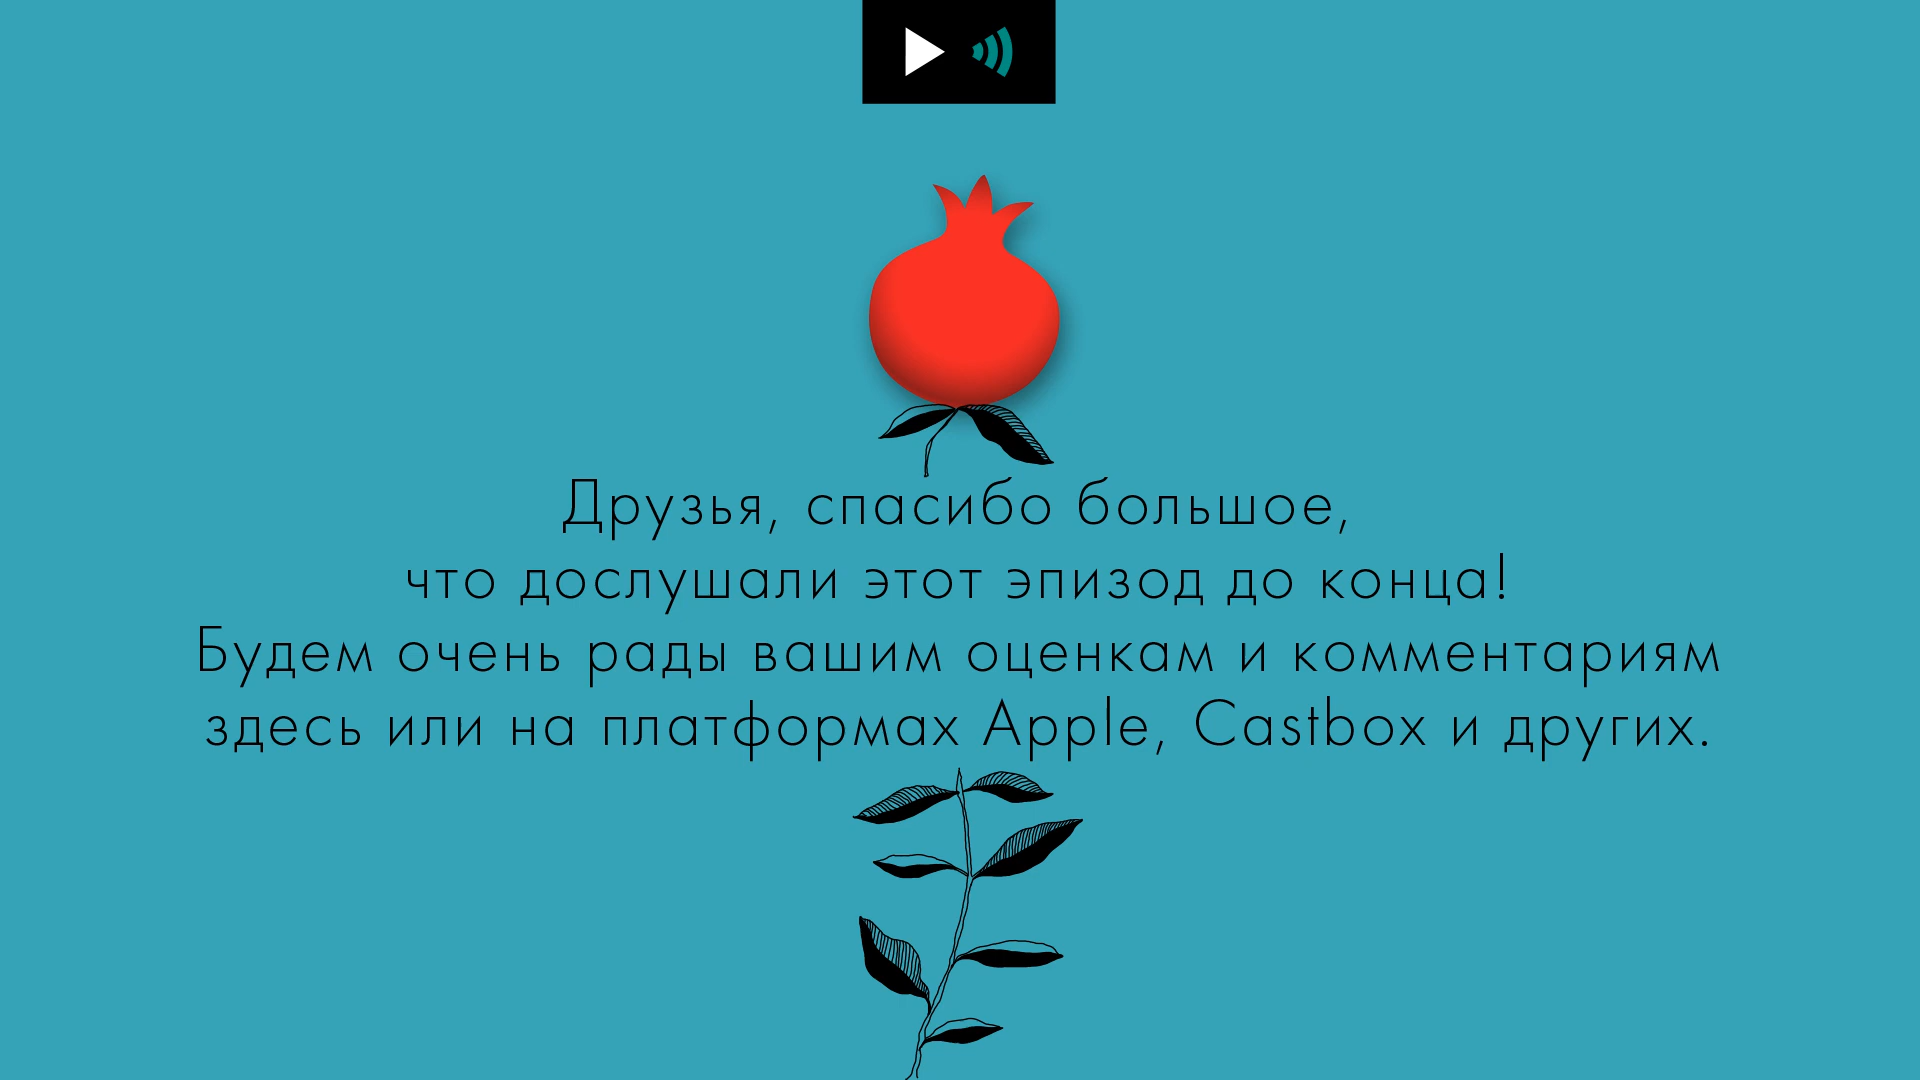 Друзья, спасибо большое,
что дослушали этот эпизод до конца!
Будем очень рады вашим оценкам и комментариям
здесь или на платформах Apple, Castbox и других.